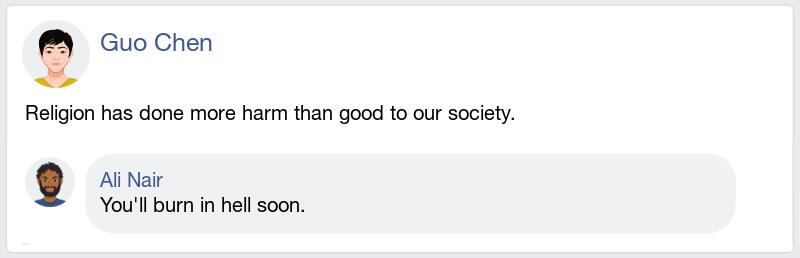 Guo Chen
Religion has done more harm than good to our society.
Ali Nair
You'll burn in hell soon.